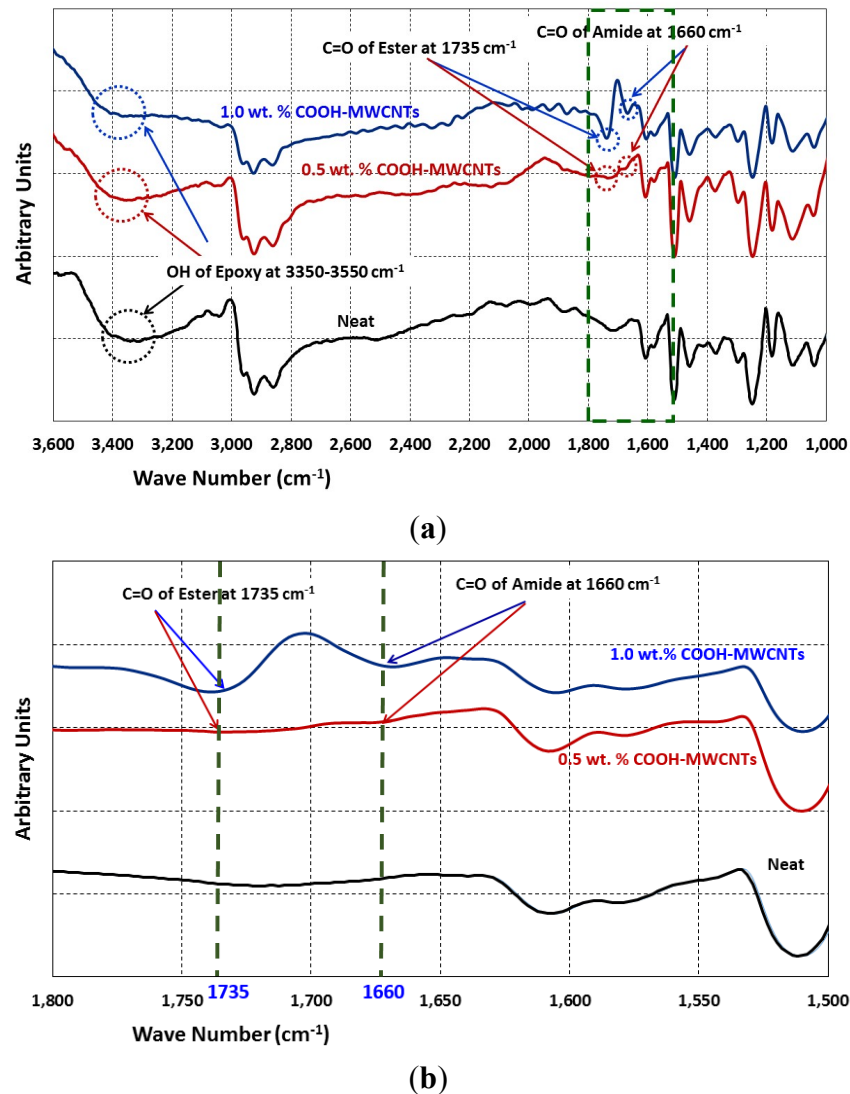 C=O of Amide at 1660 cm⁻¹
C=O of Ester at 1735 cm⁻¹
1.0 wt. % COOH-MWCNTs
0.5 wt. % COOH-MWCNTs
OH of Epoxy at 3350-3550 cm⁻¹
Neat
Arbitrary Units
3,600 3,400 3,200 3,000 2,800 2,600 2,400 2,200 2,000 1,800 1,600 1,400 1,200 1,000
Wave Number (cm⁻¹)
(a)
C=O of Ester at 1735 cm⁻¹
C=O of Amide at 1660 cm⁻¹
1.0 wt.% COOH-MWCNTs
0.5 wt. % COOH-MWCNTs
Neat
Arbitrary Units
1735 1660
1,800 1,750 1,700 1,650 1,600 1,550 1,500
Wave Number (cm⁻¹)
(b)